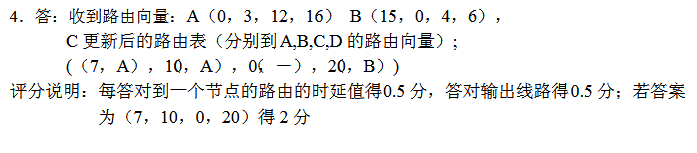 4．答：收到路由向量：A（0，3，12，16） B（15，0，4，6），
C 更新后的路由表（分别到 A,B,C,D 的路由向量）；
(（7，A），10，A），0（，－），20，B））
评分说明：每答对到一个节点的路由的时延值得0.5 分，答对输出线路得0.5 分；若答案
为（7，10，0，20）得 2 分